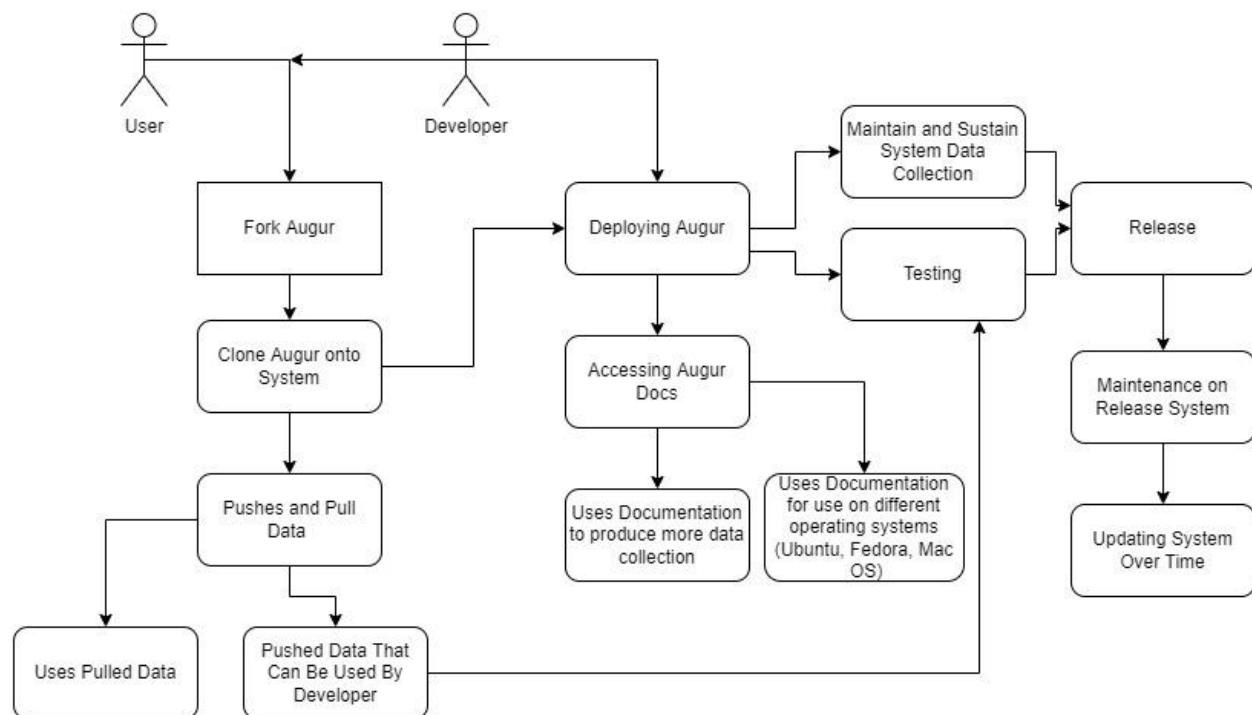 User
Developer
Maintain and Sustain
System Data
Collection
Fork Augur
Deploying Augur
Release
Testing
Clone Augur onto
System
Accessing Augur
Docs
Maintenance on
Release System
Pushes and Pull
Data
Uses Documentation
to produce more data
collection
Uses Documentation
for use on different
operating systems
(Ubuntu, Fedora, Mac
OS)
Updating System
Over Time
Uses Pulled Data
Pushed Data That
Can Be Used By
Developer